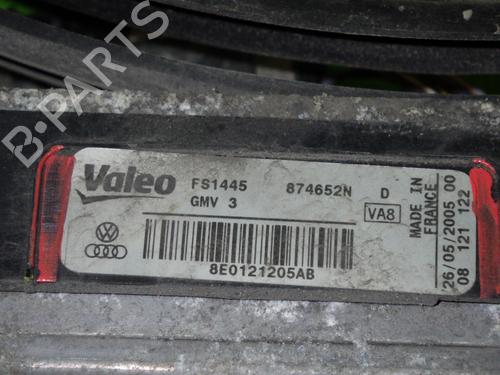 B-PARTS
Valeo
FS1445 874652N D
GMV 3 VA8
8E0121205AB
MADE IN
FRANCE
26/05/2005 00
08 121 122